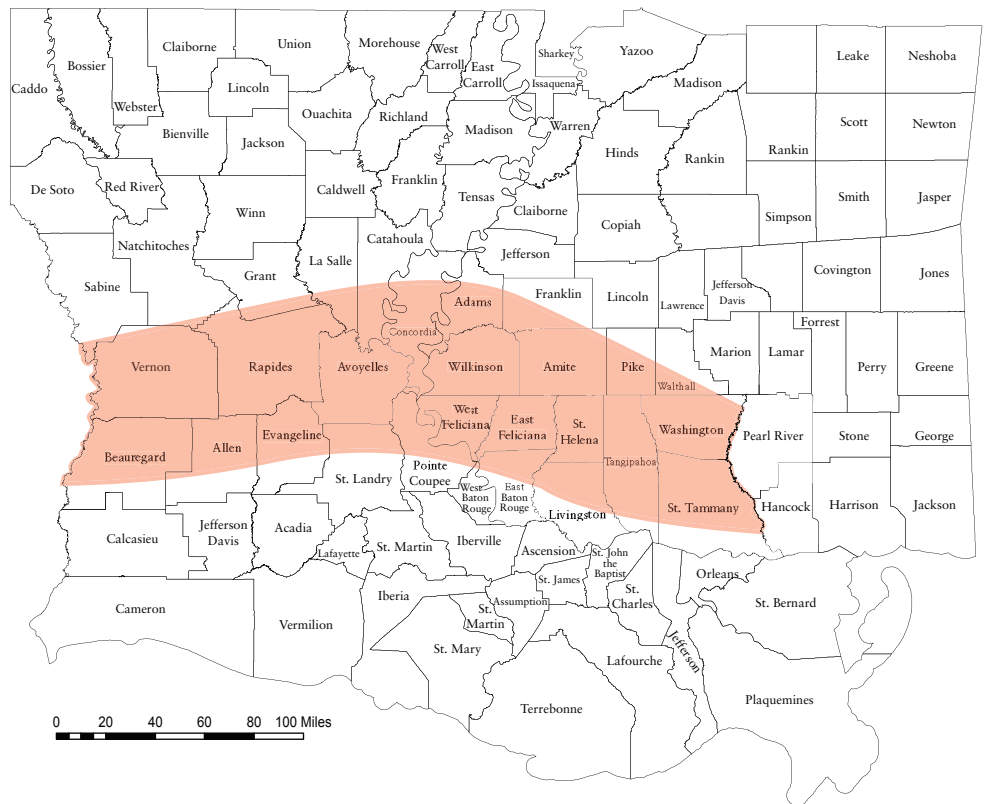 Claiborne
Union
Morehouse
West
Carroll
East
Carroll
Sharkey
Issaquena
Yazoo
Leake
Neshoba
Bossier
Caddo
Webster
Lincoln
Ouachita
Richland
Madison
Warren
Madison
Bienville
Jackson
Hinds
Rankin
Rankin
Scott
Newton
De Soto
Red River
Caldwell
Franklin
Tensas
Claiborne
Winn
Copiah
Simpson
Smith
Jasper
Natchitoches
Catahoula
La Salle
Grant
Jefferson
Sabine
Adams
Franklin
Lincoln
Lawrence
Jefferson
Davis
Covington
Jones
Concordia
Forrest
Vernon
Rapides
Avoyelles
Wilkinson
Amite
Pike
Walthall
Marion
Lamar
Perry
Greene
Beauregard
Allen
Evangeline
West
Feliciana
East
Feliciana
St.
Helena
Tangipahoa
Washington
Pearl River
Stone
George
St. Landry
Pointe
Coupee
West
Baton
Rouge
East
Baton
Rouge
Livingston
St. Tammany
Hancock
Harrison
Jackson
Calcasieu
Jefferson
Davis
Acadia
Lafayette
St. Martin
Iberville
Ascension
St. John
the
Baptist
St. James
Assumption
St.
Charles
Orleans
St. Bernard
Cameron
Vermilion
Iberia
St.
Martin
St. Mary
Lafourche
Jefferson
Terrebonne
Plaquemines
0 20 40 60 80 100 Miles